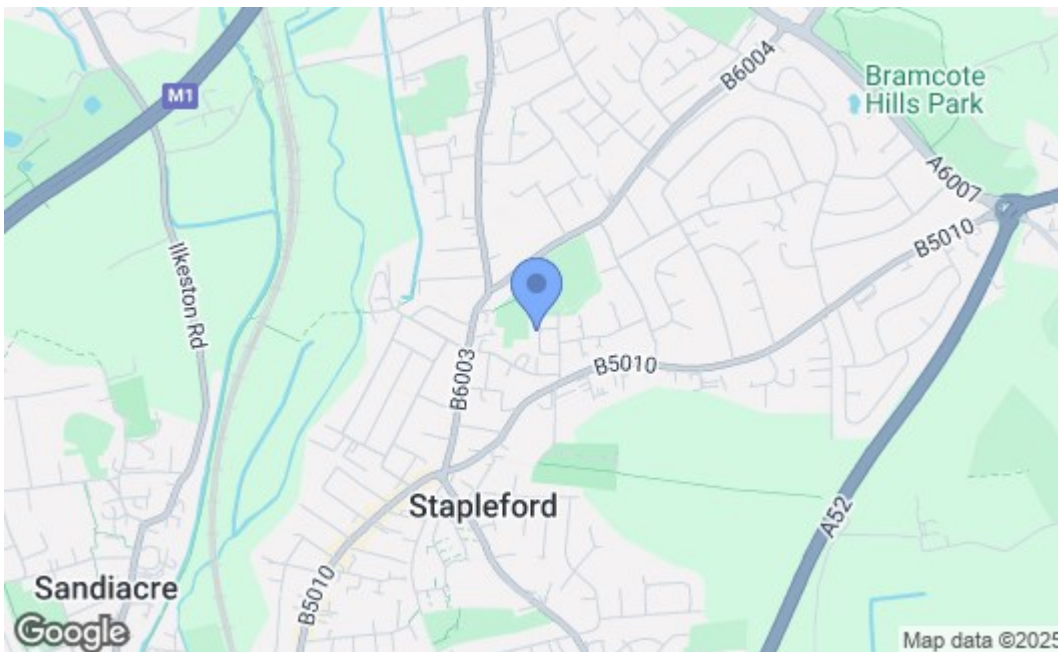 M1
B6004
Bramcote
Hills Park
A6007
B5010
Ilkeston Rd
B6003
B5010
A52
Stapleford
B5010
Sandiacre
Google
Map data ©2025